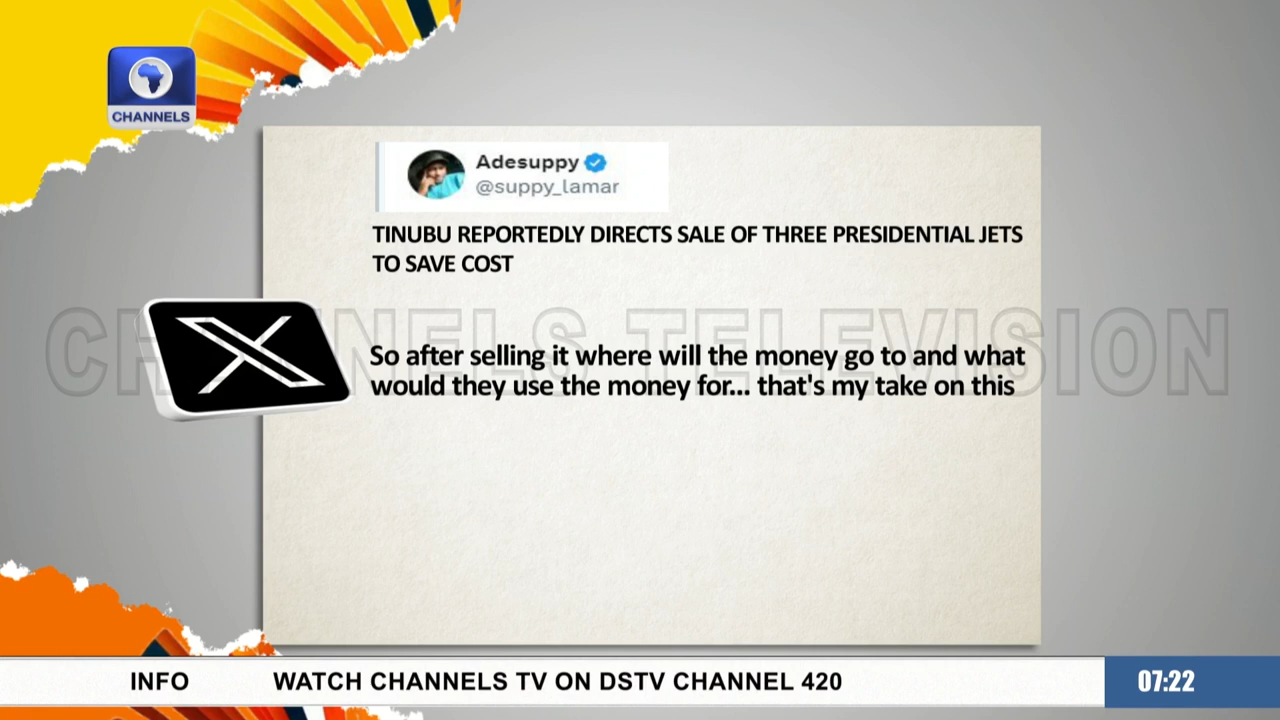 CHANNELS
Adesuppy
@suppy_lamar
TINUBU REPORTEDLY DIRECTS SALE OF THREE PRESIDENTIAL JETS
TO SAVE COST
CHANNELS TELEVISION
So after selling it where will the money go to and what
would they use the money for... that's my take on this
INFO
WATCH CHANNELS TV ON DSTV CHANNEL 420
07:22